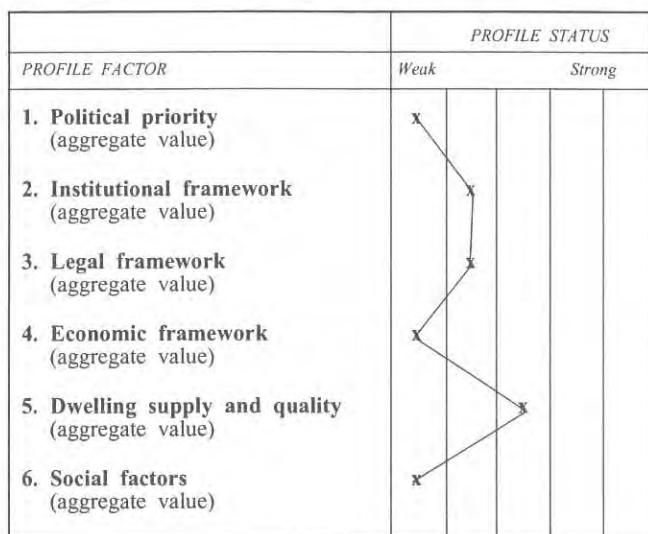 PROFILE STATUS
PROFILE FACTOR Weak Strong
1. Political priority x
(aggregate value)
2. Institutional framework x
(aggregate value)
3. Legal framework x
(aggregate value)
4. Economic framework x
(aggregate value)
5. Dwelling supply and quality x
(aggregate value)
6. Social factors x
(aggregate value)